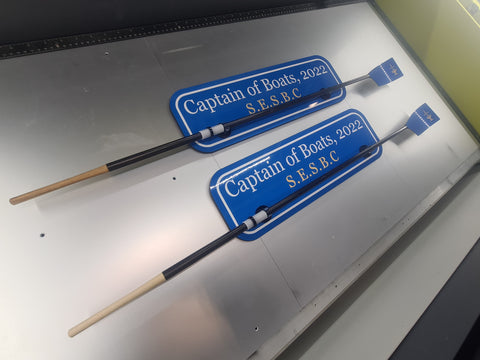 Captain of Boats, 2022
S.E.S.B.C
Captain of Boats, 2022
S.E.S.B.C